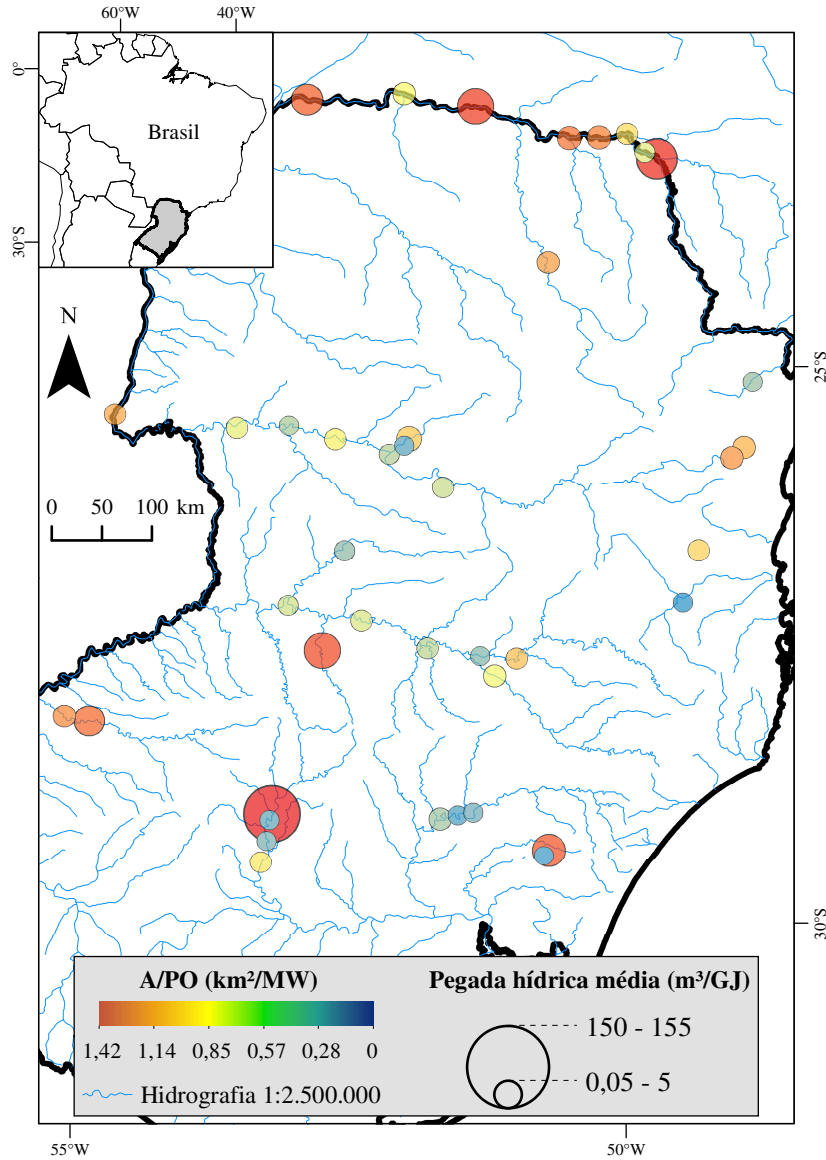 60°W 40°W
0°
Brasil
30°S
N
25°S
0 50 100 km
30°S
A/PO (km²/MW)
1,42 1,14 0,85 0,57 0,28 0
Hidrografia 1:2.500.000
Pegada hídrica média (m³/GJ)
150 - 155
0,05 - 5
55°W 50°W